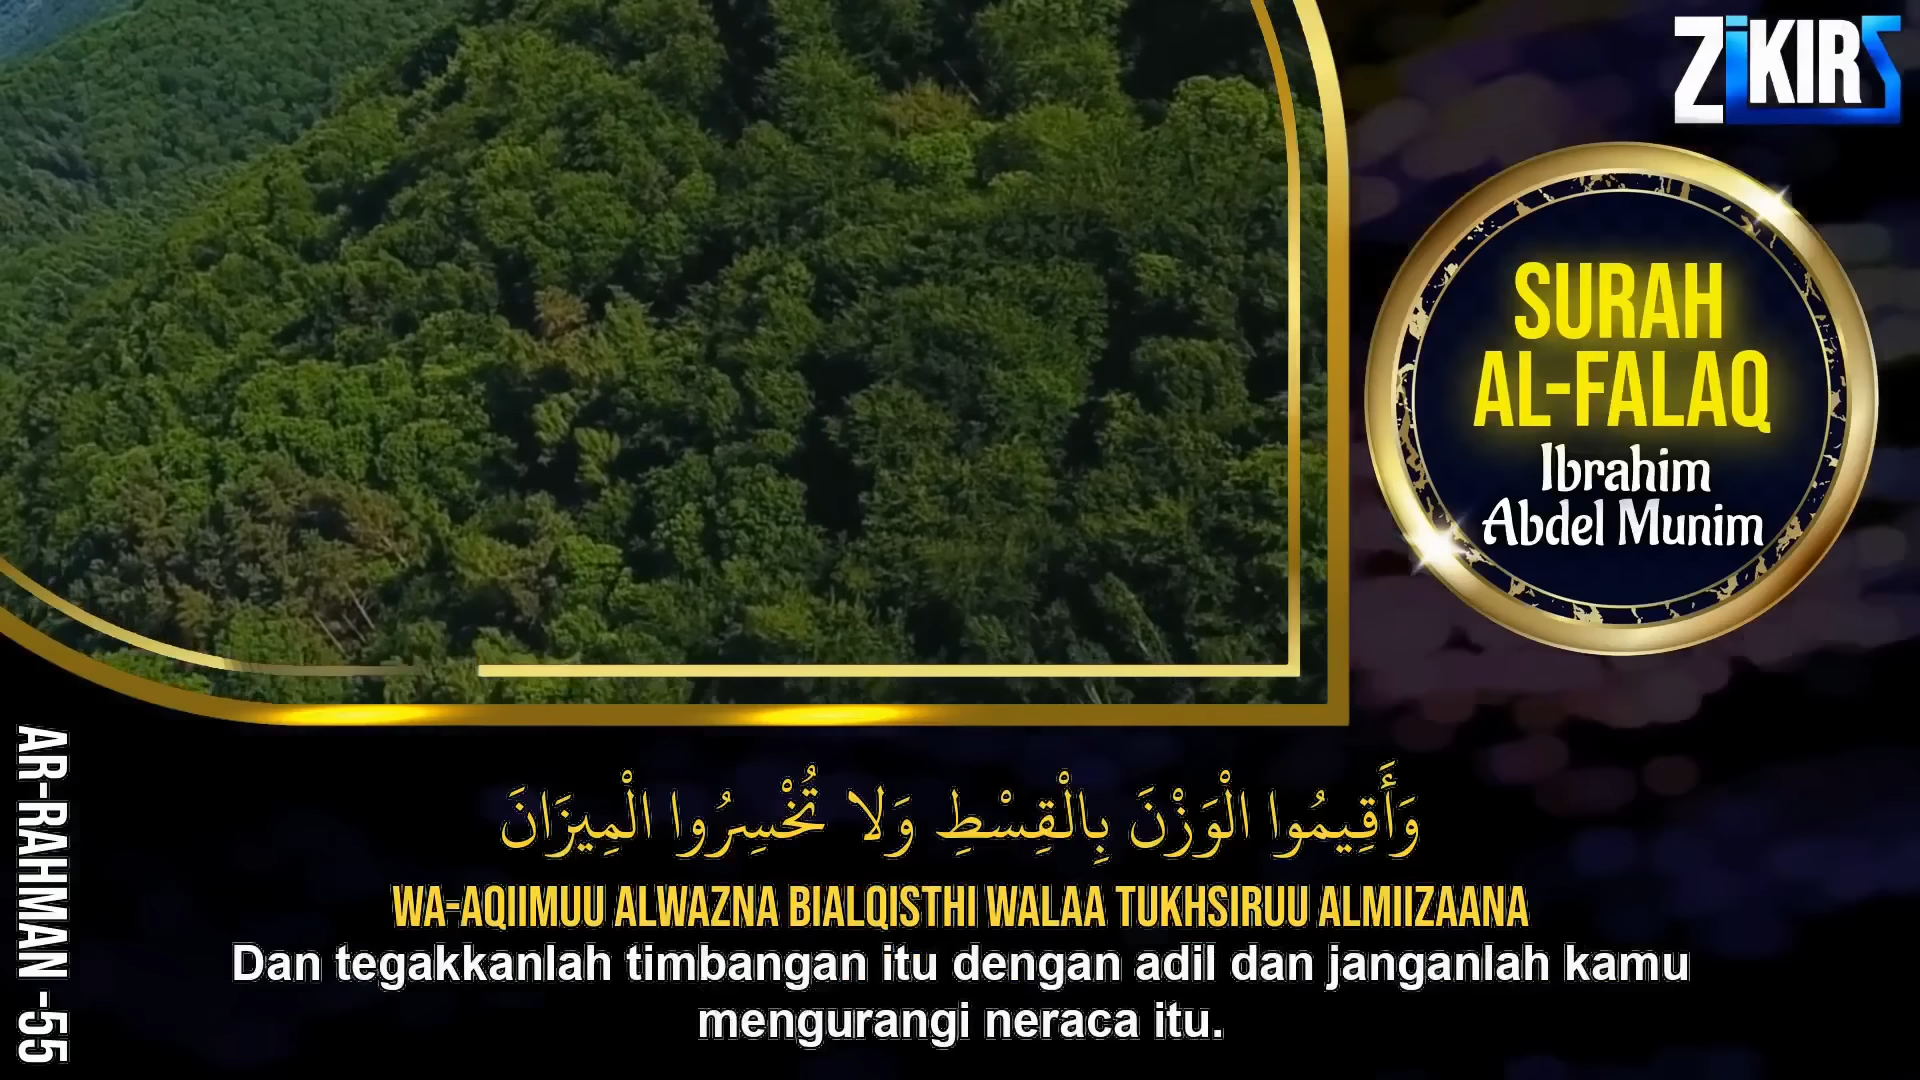 ZiKIRS
SURAH
AL-FALAQ
Ibrahim
Abdel Munim
وَأَقِيمُوا الْوَزْنَ بِالْقِسْطِ وَلا تُخْسِرُوا الْمِيزَانَ
WA-AQIIMUU ALWAZNA BIALQISTHI WALAA TUKHSIRUU ALMIIZAANA
Dan tegakkanlah timbangan itu dengan adil dan janganlah kamu
mengurangi neraca itu.
AR-RAHMAN -55